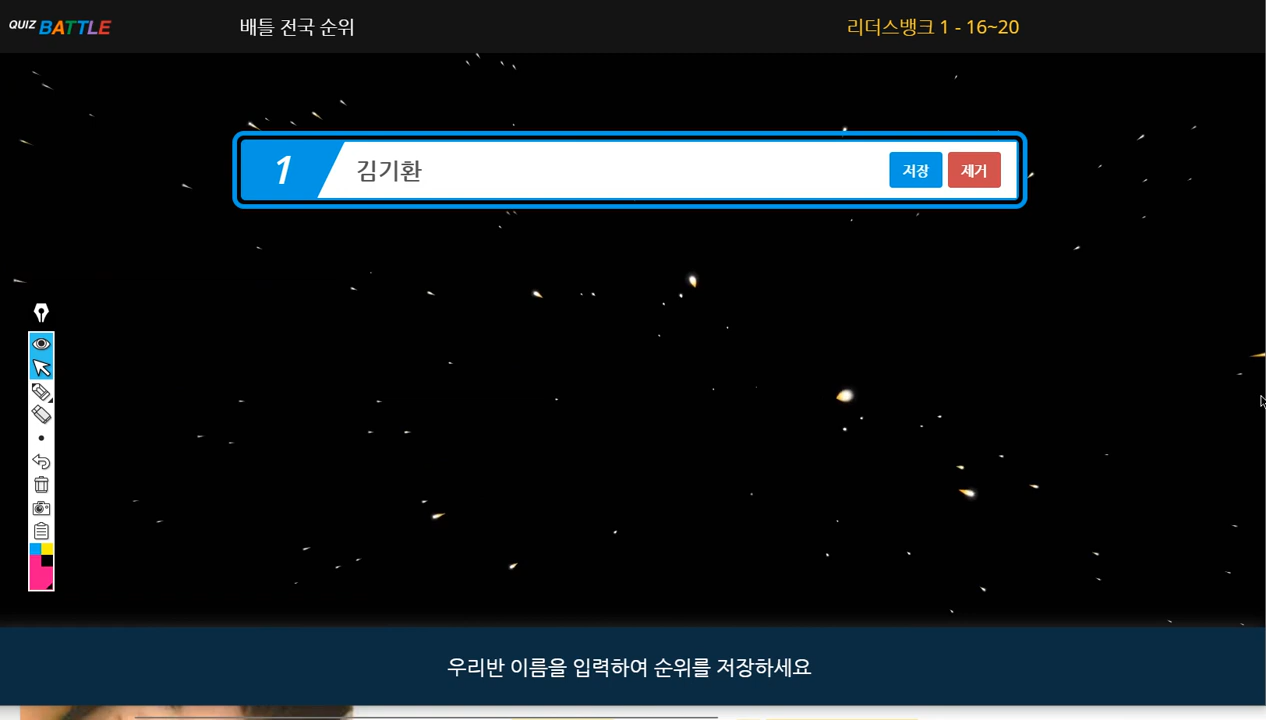 QUIZ BATTLE
배틀 전국 순위
리더스뱅크 1 - 16~20
1
김기환
저장
제거
우리반 이름을 입력하여 순위를 저장하세요